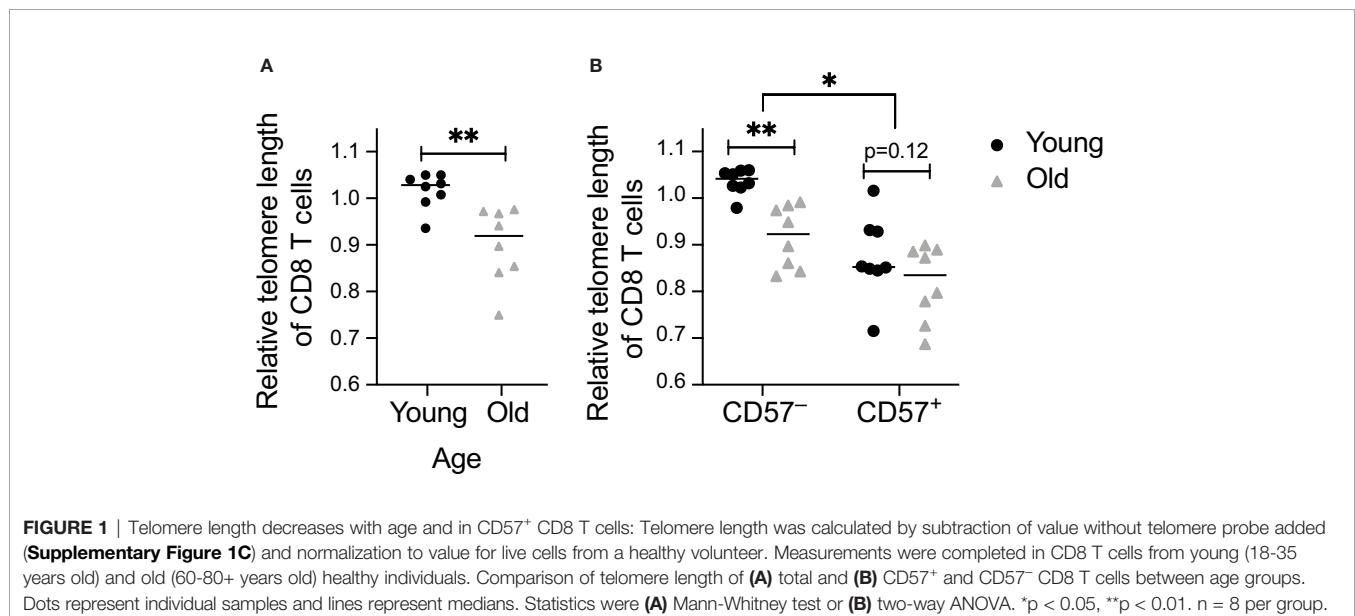 A
B
*
**
**
p=0.12
Young
Old
Relative telomere length
of CD8 T cells
1.1
1.0
0.9
0.8
0.7
0.6
Young Old
Age
Relative telomere length
of CD8 T cells
1.1
1.0
0.9
0.8
0.7
0.6
CD57⁻ CD57⁺
FIGURE 1 | Telomere length decreases with age and in CD57⁺ CD8 T cells: Telomere length was calculated by subtraction of value without telomere probe added
(Supplementary Figure 1C) and normalization to value for live cells from a healthy volunteer. Measurements were completed in CD8 T cells from young (18-35
years old) and old (60-80+ years old) healthy individuals. Comparison of telomere length of (A) total and (B) CD57⁺ and CD57⁻ CD8 T cells between age groups.
Dots represent individual samples and lines represent medians. Statistics were (A) Mann-Whitney test or (B) two-way ANOVA. *p < 0.05, **p < 0.01. n = 8 per group.